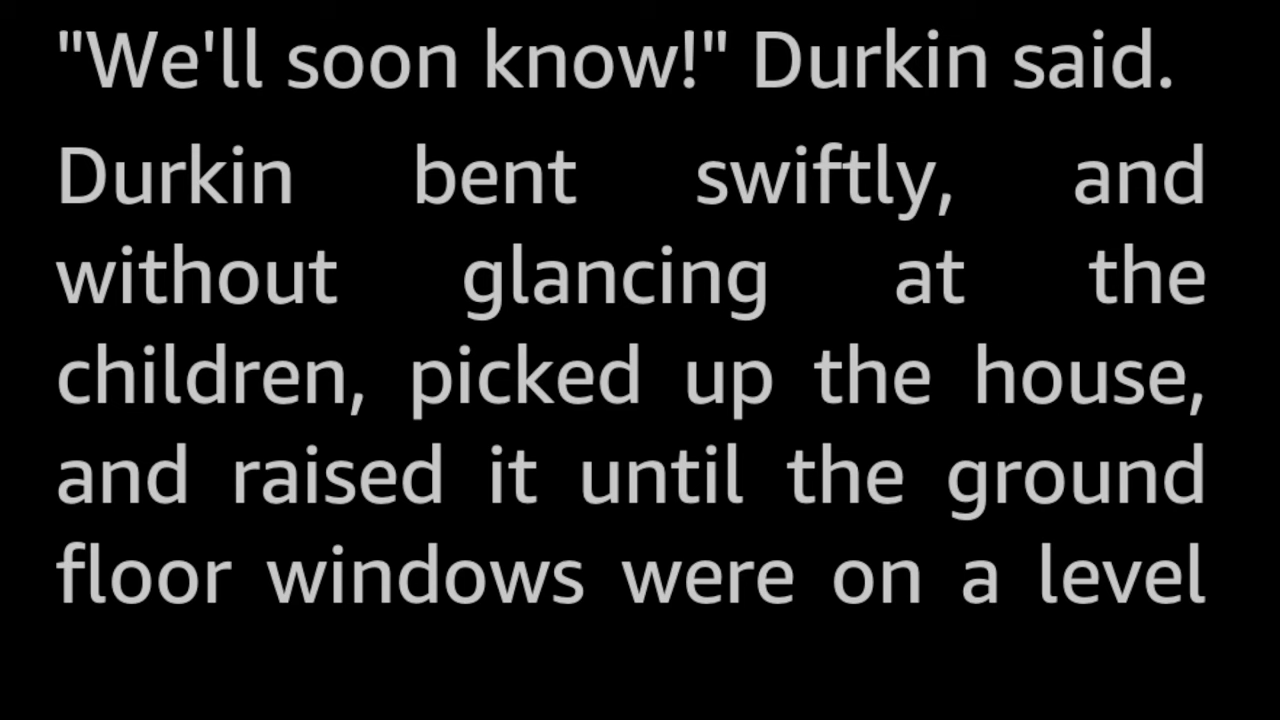 "We'll soon know!" Durkin said.
Durkin bent swiftly, and
without glancing at the
children, picked up the house,
and raised it until the ground
floor windows were on a level